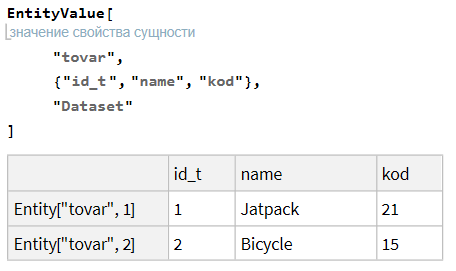 EntityValue[
значение свойства сущности
"tovar",
{"id_t", "name", "kod"},
"Dataset"
]
id_t name kod
Entity["tovar", 1] 1 Jatpack 21
Entity["tovar", 2] 2 Bicycle 15